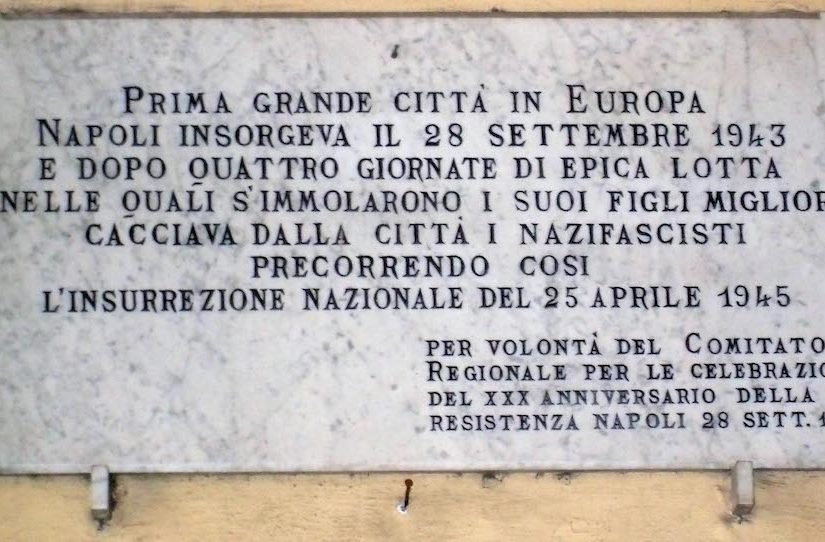 PRIMA GRANDE CITTÀ IN EUROPA
NAPOLI INSORGEVA IL 28 SETTEMBRE 1943
E DOPO QUATTRO GIORNATE DI EPICA LOTTA
NELLE QUALI S'IMMOLARONO I SUOI FIGLI MIGLIOR
CACCIAVA DALLA CITTÀ I NAZIFASCISTI
PRECORRENDO COSI
L'INSURREZIONE NAZIONALE DEL 25 APRILE 1945
PER VOLONTÀ DEL COMITATO
REGIONALE PER LE CELEBRAZIO
DEL XXX ANNIVERSARIO DELLA
RESISTENZA NAPOLI 28 SETT. 1